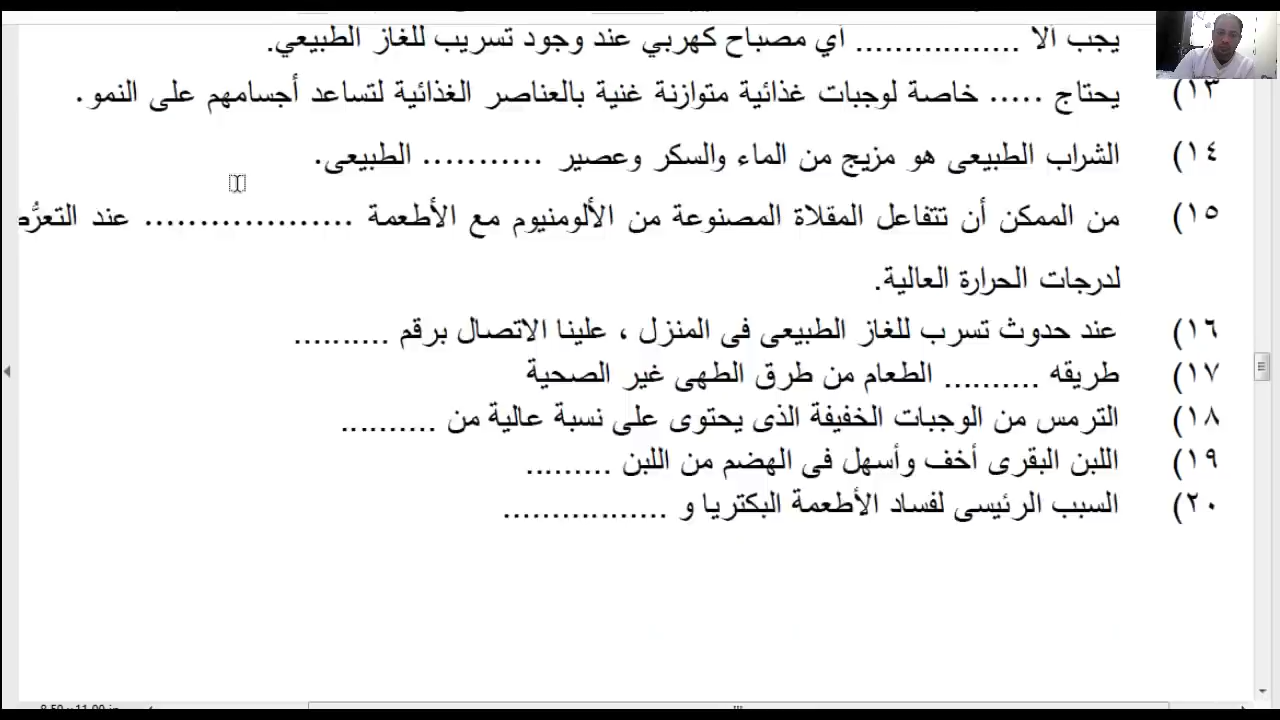 يجب ألا ................. أي مصباح كهربي عند وجود تسريب للغاز الطبيعي.
١٣) يحتاج ..... خاصة لوجبات غذائية متوازنة غنية بالعناصر الغذائية لتساعد أجسامهم على النمو.
١٤) الشراب الطبيعى هو مزيج من الماء والسكر وعصير ........... الطبيعى.
١٥) من الممكن أن تتفاعل المقلاة المصنوعة من الألومنيوم مع الأطعمة ................... عند
لدرجات الحرارة العالية.
١٦) عند حدوث تسرب للغاز الطبيعى فى المنزل ، علينا الاتصال برقم ..........
١٧) طريقه .......... الطعام من طرق الطهى غير الصحية
١٨) الترمس من الوجبات الخفيفة الذى يحتوى على نسبة عالية من ..........
١٩) اللبن البقرى أخف وأسهل فى الهضم من اللبن .........
٢٠) السبب الرئيسى لفساد الأطعمة البكتريا و .................